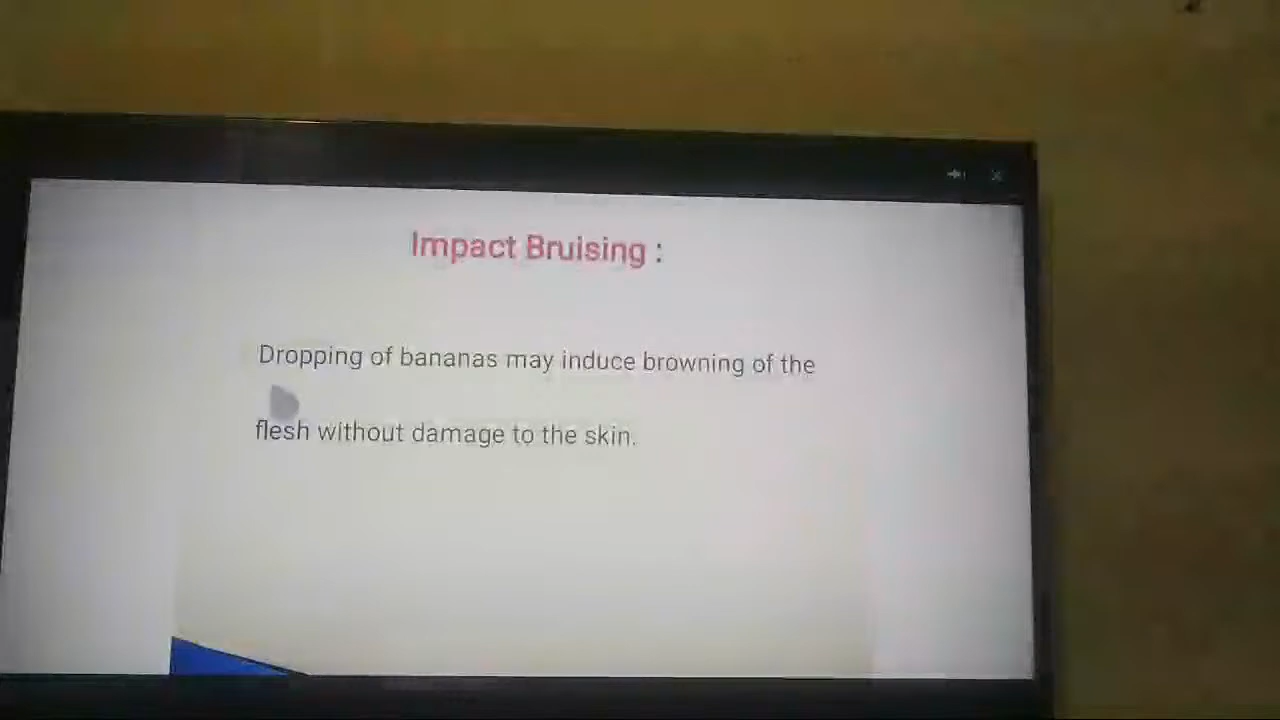 Impact Bruising :
Dropping of bananas may induce browning of the
flesh without damage to the skin.